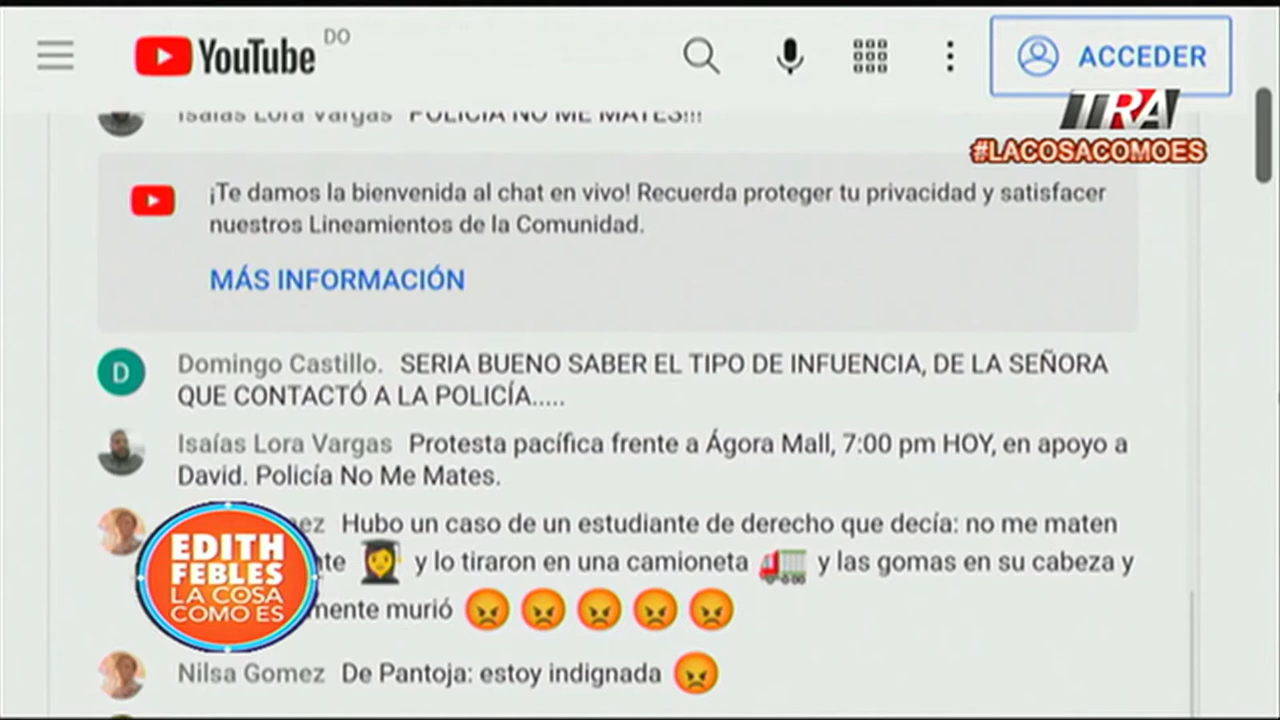 YouTube DO
ACCEDER
TRA
#LACOSACOMOES
Isaías Lora Vargas POLICÍA NO ME MATES!!!
¡Te damos la bienvenida al chat en vivo! Recuerda proteger tu privacidad y satisfacer
nuestros Lineamientos de la Comunidad.
MÁS INFORMACIÓN
D
Domingo Castillo. SERIA BUENO SABER EL TIPO DE INFUENCIA, DE LA SEÑORA
QUE CONTACTÓ A LA POLICÍA.....
Isaías Lora Vargas Protesta pacífica frente a Ágora Mall, 7:00 pm HOY, en apoyo a
David. Policía No Me Mates.
ez Hubo un caso de un estudiante de derecho que decía: no me maten
nte 👩‍🎓 y lo tiraron en una camioneta 🚛 y las gomas en su cabeza y
mente murió 😡 😡 😡 😡 😡
EDITH
FEBLES
LA COSA
COMO ES
Nilsa Gomez De Pantoja: estoy indignada 😡